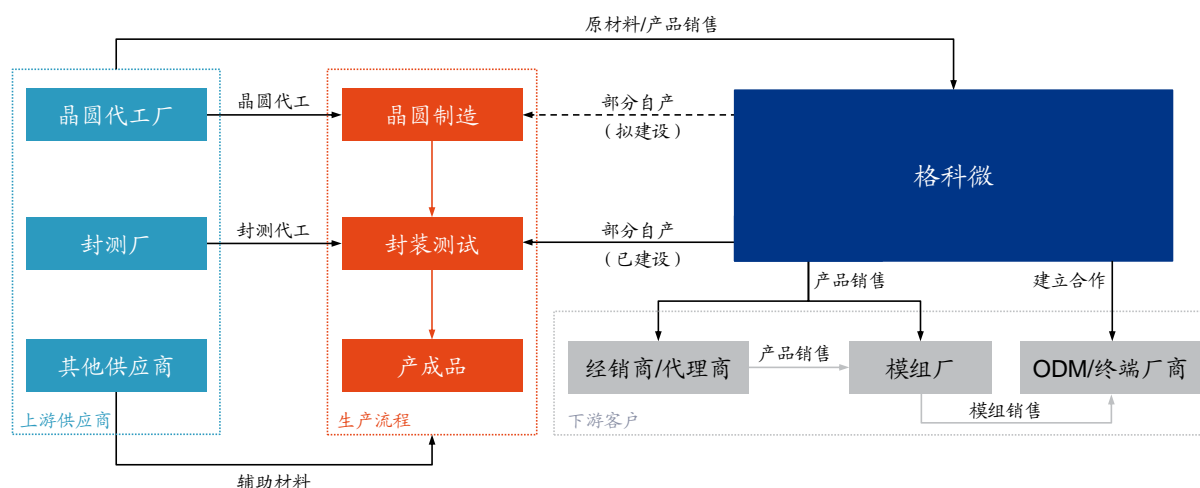 原材料/产品销售
晶圆代工厂
晶圆代工
晶圆制造
部分自产
(拟建设)
格科微
封测厂
封测代工
封装测试
部分自产
(已建设)
产品销售
建立合作
其他供应商
产成品
经销商/代理商
产品销售
模组厂
ODM/终端厂商
模组销售
上游供应商
生产流程
下游客户
辅助材料